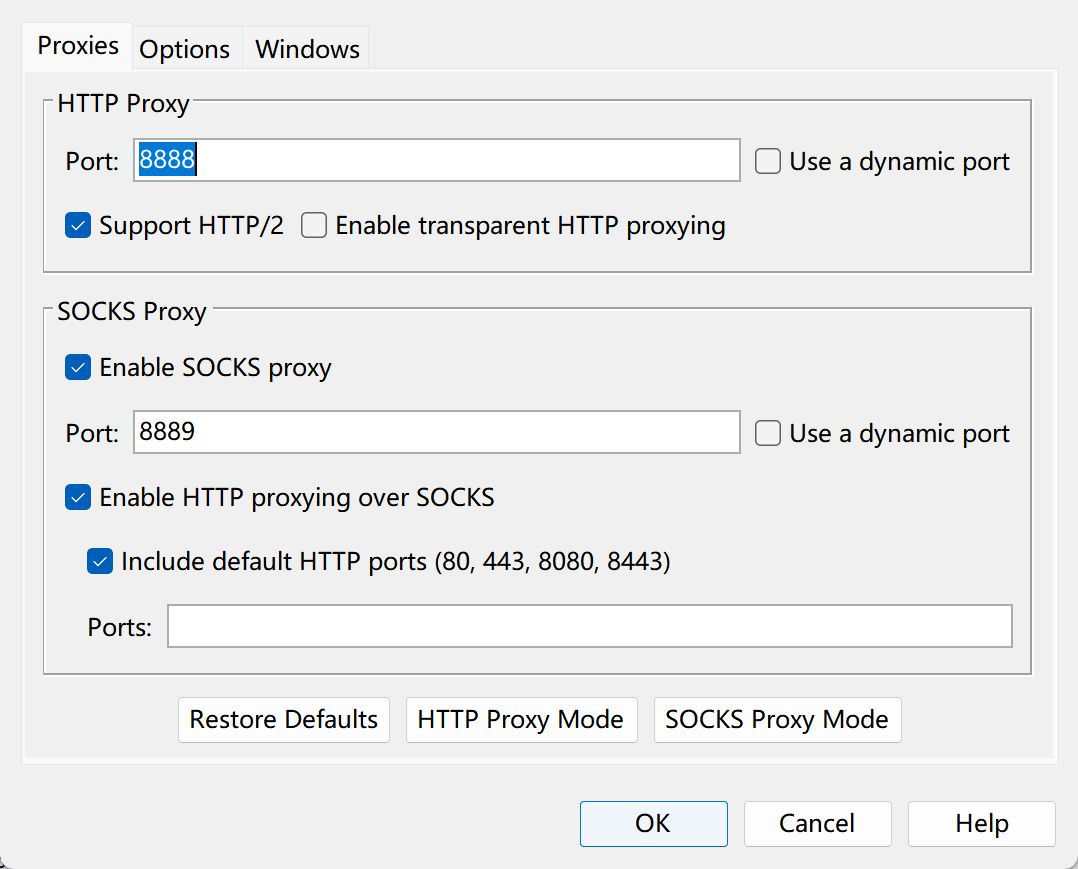 Proxies Options Windows
HTTP Proxy
Port: 8888 Use a dynamic port
Support HTTP/2 Enable transparent HTTP proxying
SOCKS Proxy
Enable SOCKS proxy
Port: 8889 Use a dynamic port
Enable HTTP proxying over SOCKS
Include default HTTP ports (80, 443, 8080, 8443)
Ports:
Restore Defaults HTTP Proxy Mode SOCKS Proxy Mode
OK Cancel Help